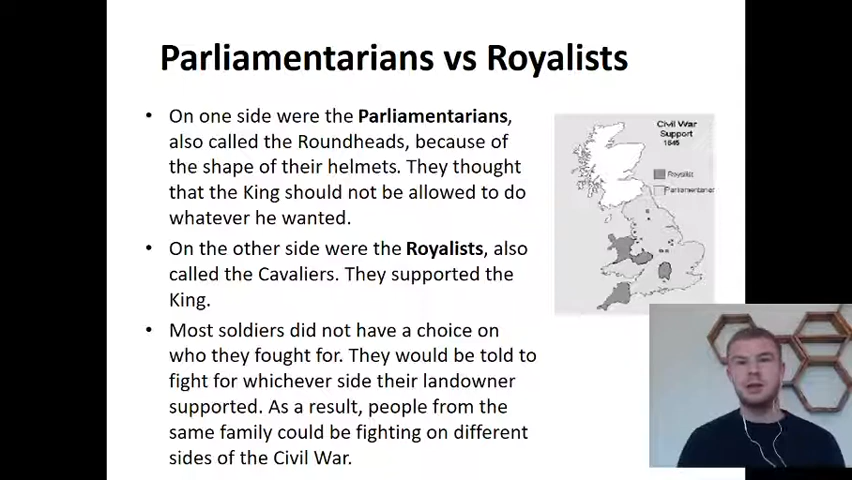 Parliamentarians vs Royalists
• On one side were the Parliamentarians,
also called the Roundheads, because of
the shape of their helmets. They thought
that the King should not be allowed to do
whatever he wanted.
• On the other side were the Royalists, also
called the Cavaliers. They supported the
King.
• Most soldiers did not have a choice on
who they fought for. They would be told to
fight for whichever side their landowner
supported. As a result, people from the
same family could be fighting on different
sides of the Civil War.
Civil War
Support
1645
Royalist
Parliamentarian